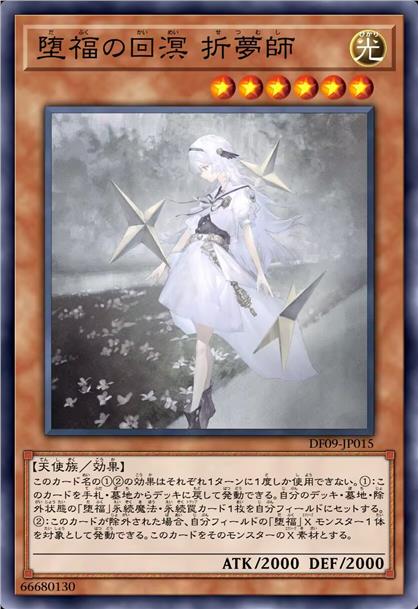 堕福の回溟 折夢師
光
DF09-JP015
【天使族／効果】
このカード名の①②の効果はそれぞれ1ターンに1度しか使用できない。①:こ
のカードを手札・墓地からデッキに戻して発動できる。自分のデッキ・墓地・除
外状態の「堕福」永続魔法・永続罠カード1枚を自分フィールドにセットする。
②:このカードが除外された場合、自分フィールドの「堕福」Xモンスター1体
を対象として発動できる。このカードをそのモンスターのX素材とする。
ATK/2000 DEF/2000
66680130